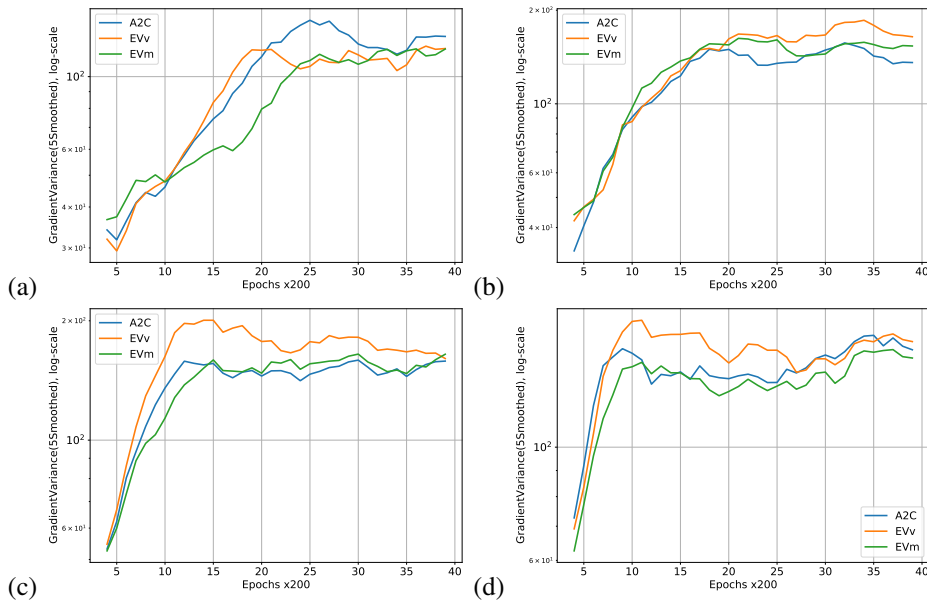 A2C
EVv
EVm
GradientVariance(5Smoothed), log-scale
10²
6×10¹
4×10¹
3×10¹
5 10 15 20 25 30 35 40
Epochs x200
(a)
A2C
EVv
EVm
GradientVariance(5Smoothed), log-scale
2×10²
10²
6×10¹
4×10¹
5 10 15 20 25 30 35 40
Epochs x200
(b)
A2C
EVv
EVm
GradientVariance(5Smoothed), log-scale
2×10²
10²
6×10¹
5 10 15 20 25 30 35 40
Epochs x200
(c)
GradientVariance(5Smoothed), log-scale
10²
6×10¹
A2C
EVv
EVm
5 10 15 20 25 30 35 40
Epochs x200
(d)